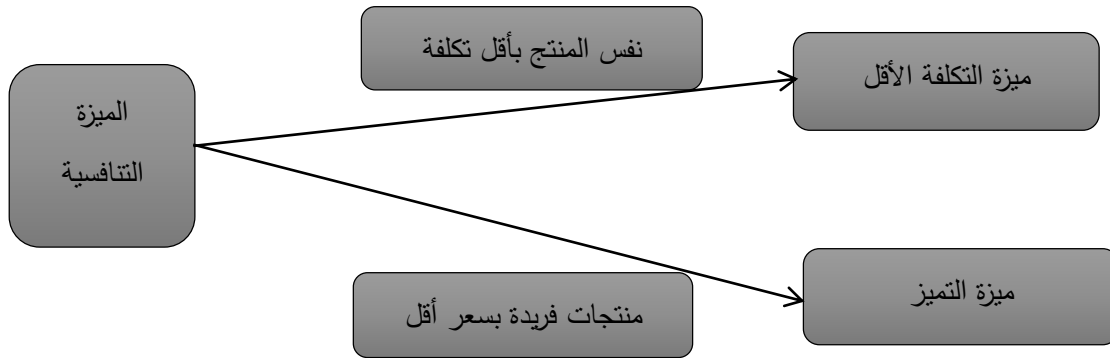 نفس المنتج بأقل تكلفة
ميزة التكلفة الأقل
الميزة
التنافسية
ميزة التميز
منتجات فريدة بسعر أقل